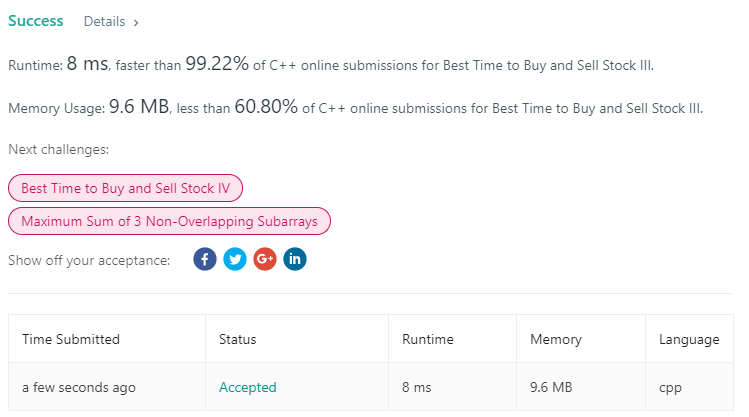 Success Details >
Runtime: 8 ms, faster than 99.22% of C++ online submissions for Best Time to Buy and Sell Stock III.
Memory Usage: 9.6 MB, less than 60.80% of C++ online submissions for Best Time to Buy and Sell Stock III.
Next challenges:
Best Time to Buy and Sell Stock IV
Maximum Sum of 3 Non-Overlapping Subarrays
Show off your acceptance: f G+ in
Time Submitted Status Runtime Memory Language
a few seconds ago Accepted 8 ms 9.6 MB cpp